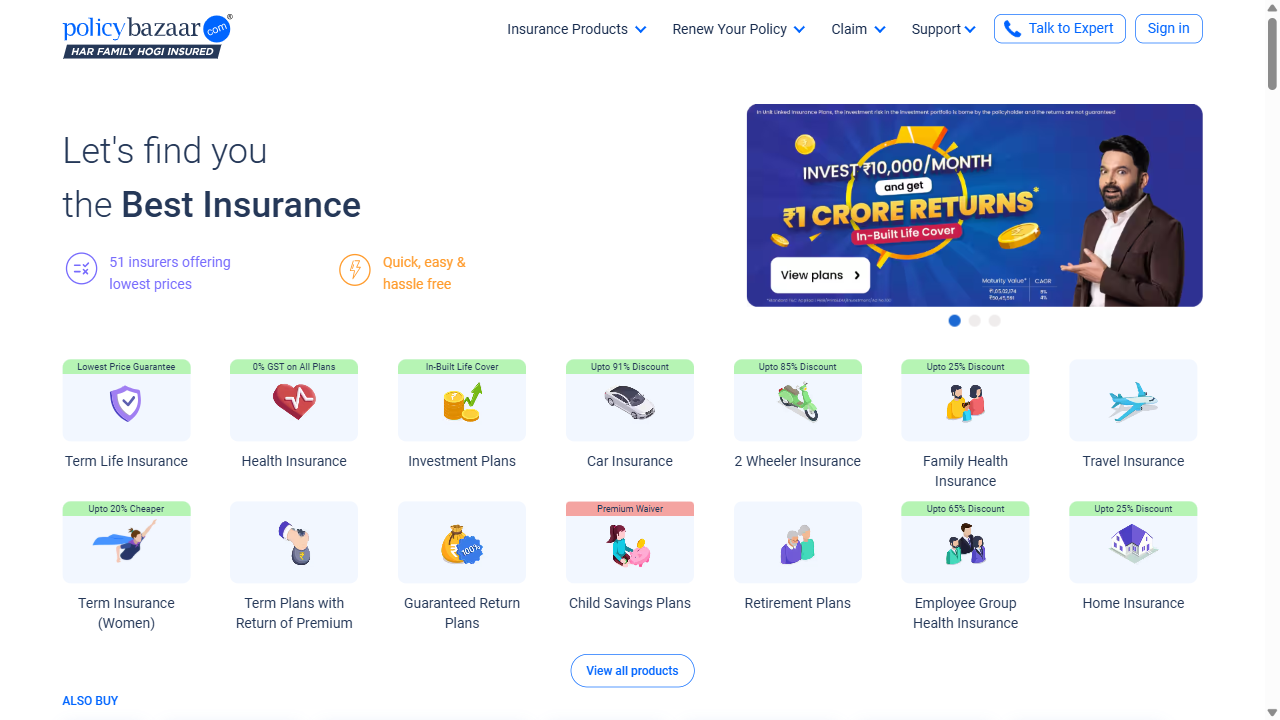 policybazaar.com®
HAR FAMILY HOGI INSURED
Insurance Products
Renew Your Policy
Claim
Support
Talk to Expert
Sign in
Let's find you
the Best Insurance
51 insurers offering
lowest prices
Quick, easy &
hassle free
In Unit Linked Insurance Plans, the investment risk in the investment portfolio is borne by the policyholder and the returns are not guaranteed
INVEST ₹10,000/MONTH
and get
₹1 CRORE RETURNS*
In-Built Life Cover
View plans
Maturity Value* CAGR
Lowest Price Guarantee
0% GST on All Plans
In-Built Life Cover
Upto 91% Discount
Upto 85% Discount
Upto 25% Discount
Term Life Insurance
Health Insurance
Investment Plans
Car Insurance
2 Wheeler Insurance
Family Health
Insurance
Travel Insurance
Upto 20% Cheaper
100%
Premium Waiver
Upto 65% Discount
Upto 25% Discount
Term Insurance
(Women)
Term Plans with
Return of Premium
Guaranteed Return
Plans
Child Savings Plans
Retirement Plans
Employee Group
Health Insurance
Home Insurance
View all products
ALSO BUY